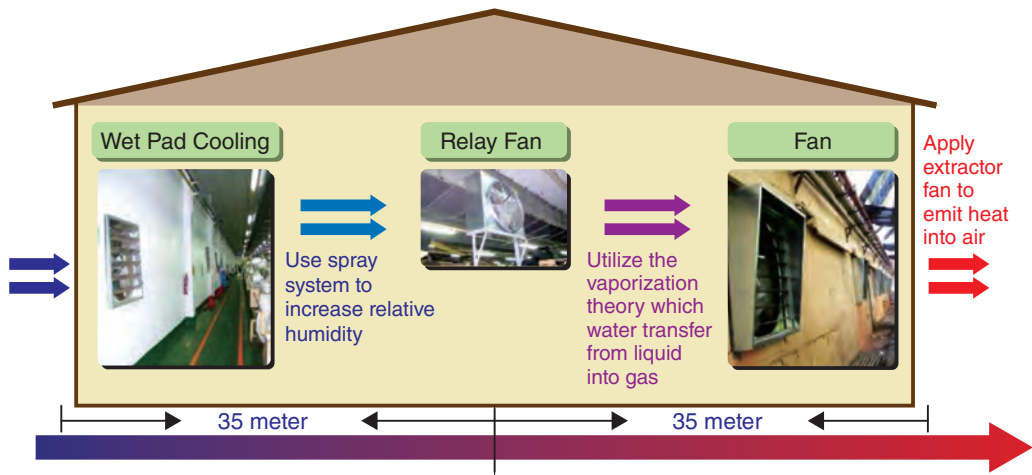 Wet Pad Cooling
Relay Fan
Fan
Use spray
system to
increase relative
humidity
Utilize the
vaporization
theory which
water transfer
from liquid
into gas
Apply
extractor
fan to
emit heat
into air
35 meter
35 meter